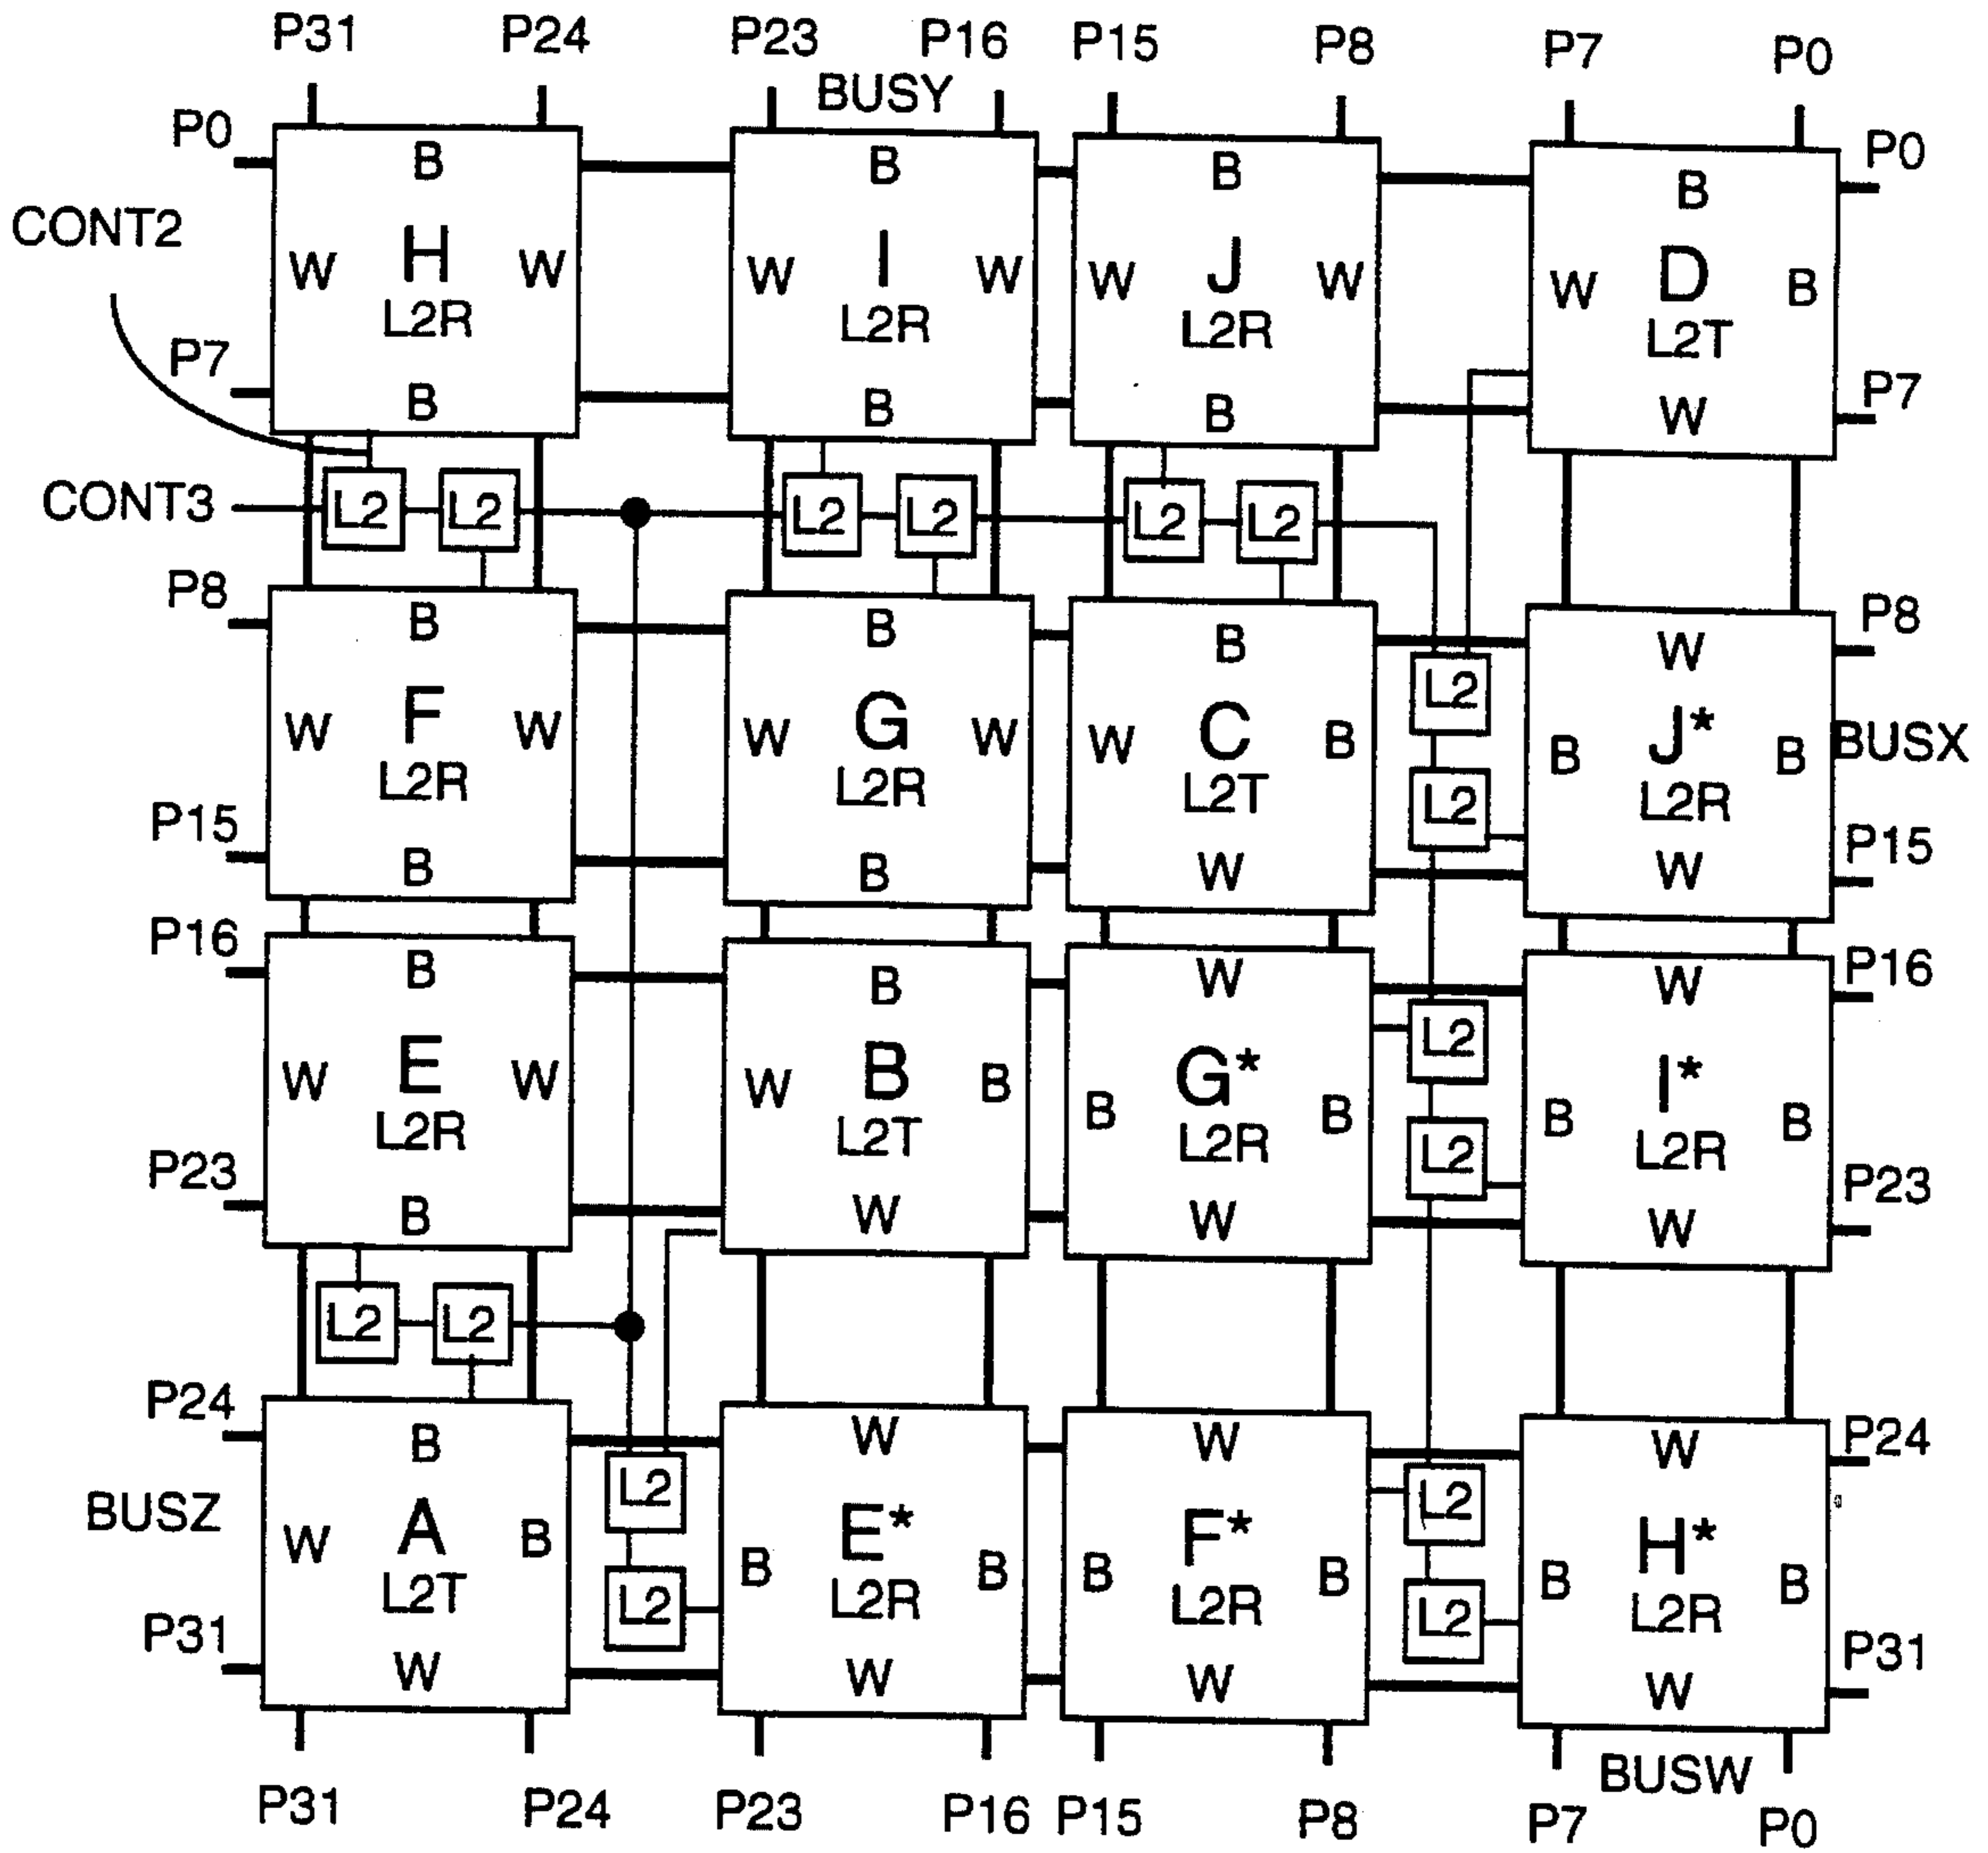 P31 P24 P23 P16 P15 P8 P7 P0
BUSY
P0 B B B B P0
CONT2
W H W W I W W J W W D B
L2R L2R L2R L2T
P7 B B B W P7
CONT3 L2 L2 L2 L2 L2 L2
P8 B B B W P8
L2
W F W W G W W C B B J* B BUSX
L2R L2R L2T L2R
L2
P15 B B W W P15
P16 B B W W P16
L2
W E W W B B B G* B B I* B
L2R L2T L2R L2R
L2
P23 B W W W P23
L2 L2
P24 B W W W P24
L2 L2
BUSZ W A B B E* B B F* B B H* B
L2T L2R L2R L2R
L2 L2
P31 W W W W P31
BUSW
P31 P24 P23 P16 P15 P8 P7 P0